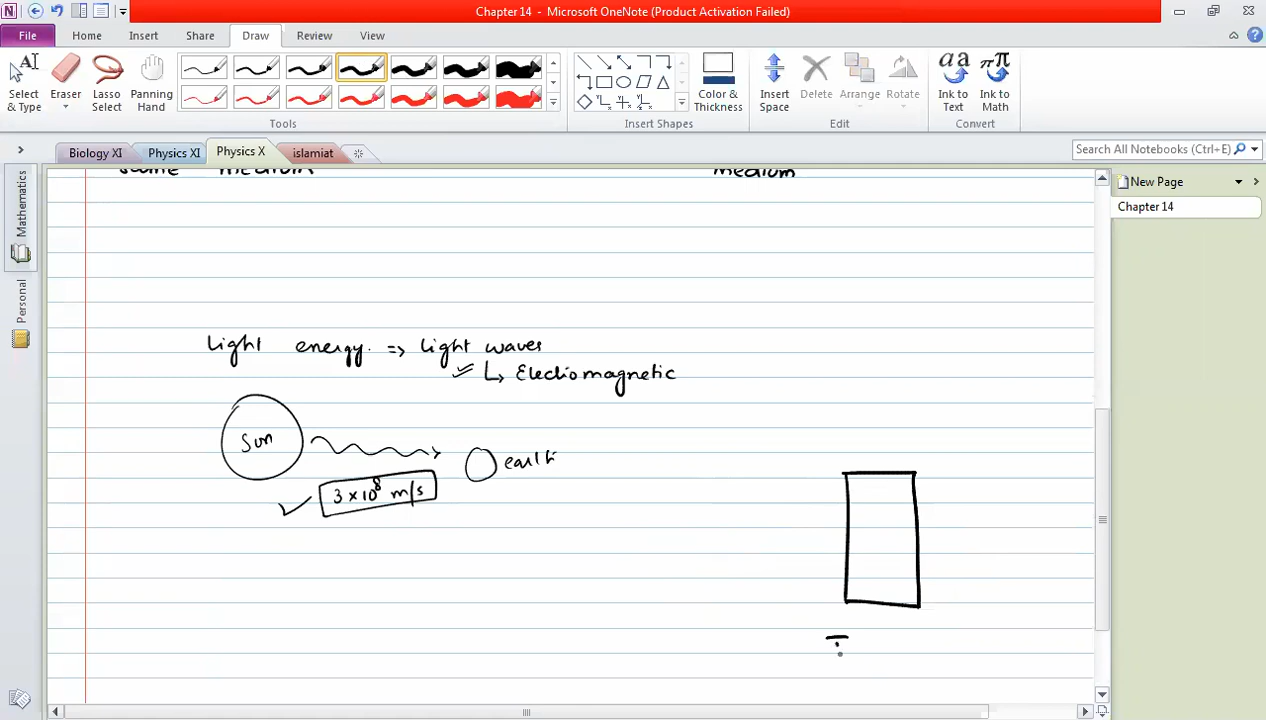 Chapter 14 - Microsoft OneNote (Product Activation Failed)
File Home Insert Share Draw Review View
Select & Type
Eraser
Lasso Select
Panning Hand
Color & Thickness
Insert Space
Delete
Arrange
Rotate
Ink to Text
Ink to Math
Tools
Insert Shapes
Edit
Convert
Biology XI
Physics XI
Physics X
islamiat
Search All Notebooks (Ctrl+E)
New Page
Chapter 14
Mathematics
Personal
same medium
medium
Light energy. => Light waves
Electromagnetic
Sun
earth
3 × 10⁸ m/s